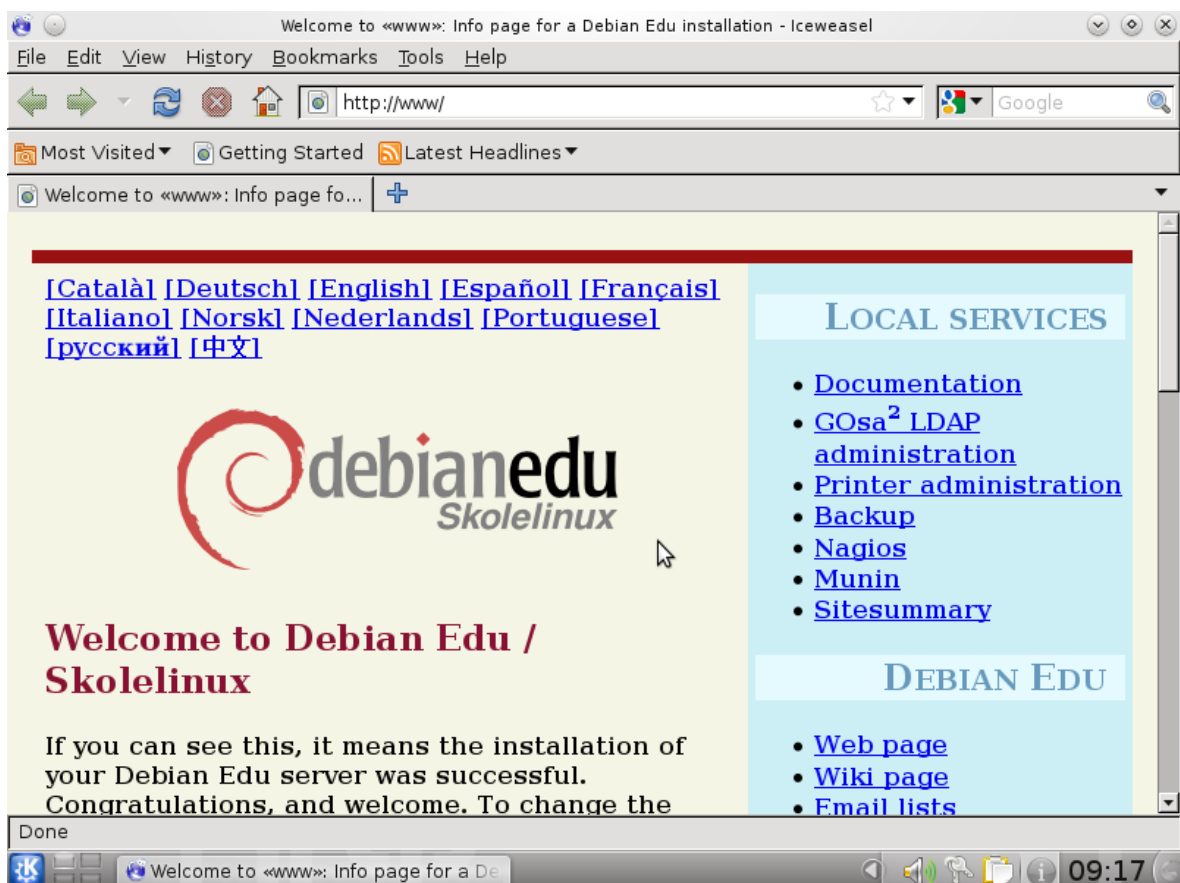 Welcome to «www»: Info page for a Debian Edu installation - Iceweasel
File Edit View History Bookmarks Tools Help
http://www/
Google
Most Visited Getting Started Latest Headlines
Welcome to «www»: Info page fo...
[Català] [Deutsch] [English] [Español] [Français]
[Italiano] [Norsk] [Nederlands] [Portuguese]
[русский] [中文]
debianedu
Skolelinux
Welcome to Debian Edu /
Skolelinux
If you can see this, it means the installation of
your Debian Edu server was successful.
Congratulations, and welcome. To change the
LOCAL SERVICES
Documentation
GOsa² LDAP
administration
Printer administration
Backup
Nagios
Munin
Sitesummary
DEBIAN EDU
Web page
Wiki page
Email lists
Done
Welcome to «www»: Info page for a De
09:17